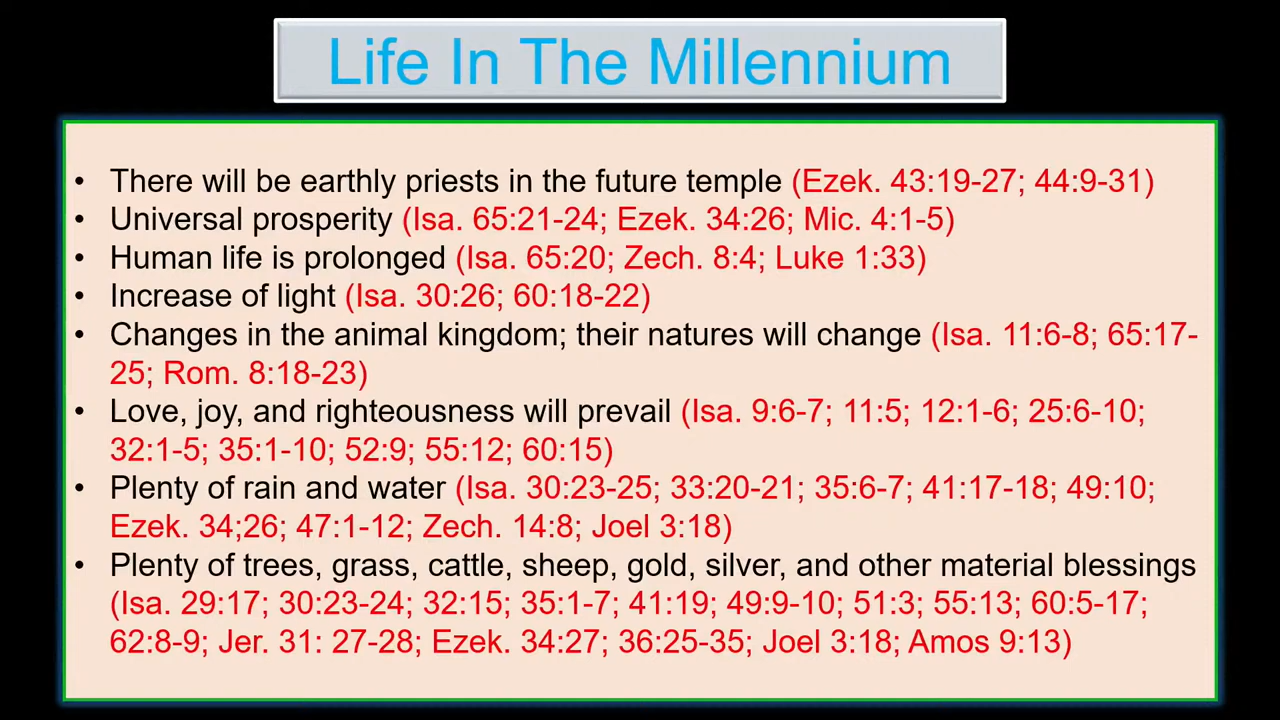 Life In The Millennium
• There will be earthly priests in the future temple (Ezek. 43:19-27; 44:9-31)
• Universal prosperity (Isa. 65:21-24; Ezek. 34:26; Mic. 4:1-5)
• Human life is prolonged (Isa. 65:20; Zech. 8:4; Luke 1:33)
• Increase of light (Isa. 30:26; 60:18-22)
• Changes in the animal kingdom; their natures will change (Isa. 11:6-8; 65:17-
25; Rom. 8:18-23)
• Love, joy, and righteousness will prevail (Isa. 9:6-7; 11:5; 12:1-6; 25:6-10;
32:1-5; 35:1-10; 52:9; 55:12; 60:15)
• Plenty of rain and water (Isa. 30:23-25; 33:20-21; 35:6-7; 41:17-18; 49:10;
Ezek. 34;26; 47:1-12; Zech. 14:8; Joel 3:18)
• Plenty of trees, grass, cattle, sheep, gold, silver, and other material blessings
(Isa. 29:17; 30:23-24; 32:15; 35:1-7; 41:19; 49:9-10; 51:3; 55:13; 60:5-17;
62:8-9; Jer. 31: 27-28; Ezek. 34:27; 36:25-35; Joel 3:18; Amos 9:13)